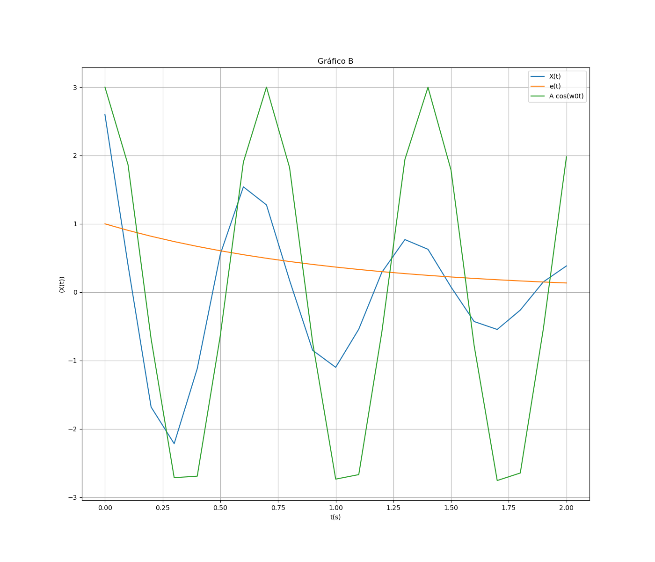 Gráfico B
X(t)
e(t)
A cos(w0t)
3
2
1
0
−1
−2
−3
(X(t))
0.00 0.25 0.50 0.75 1.00 1.25 1.50 1.75 2.00
t(s)